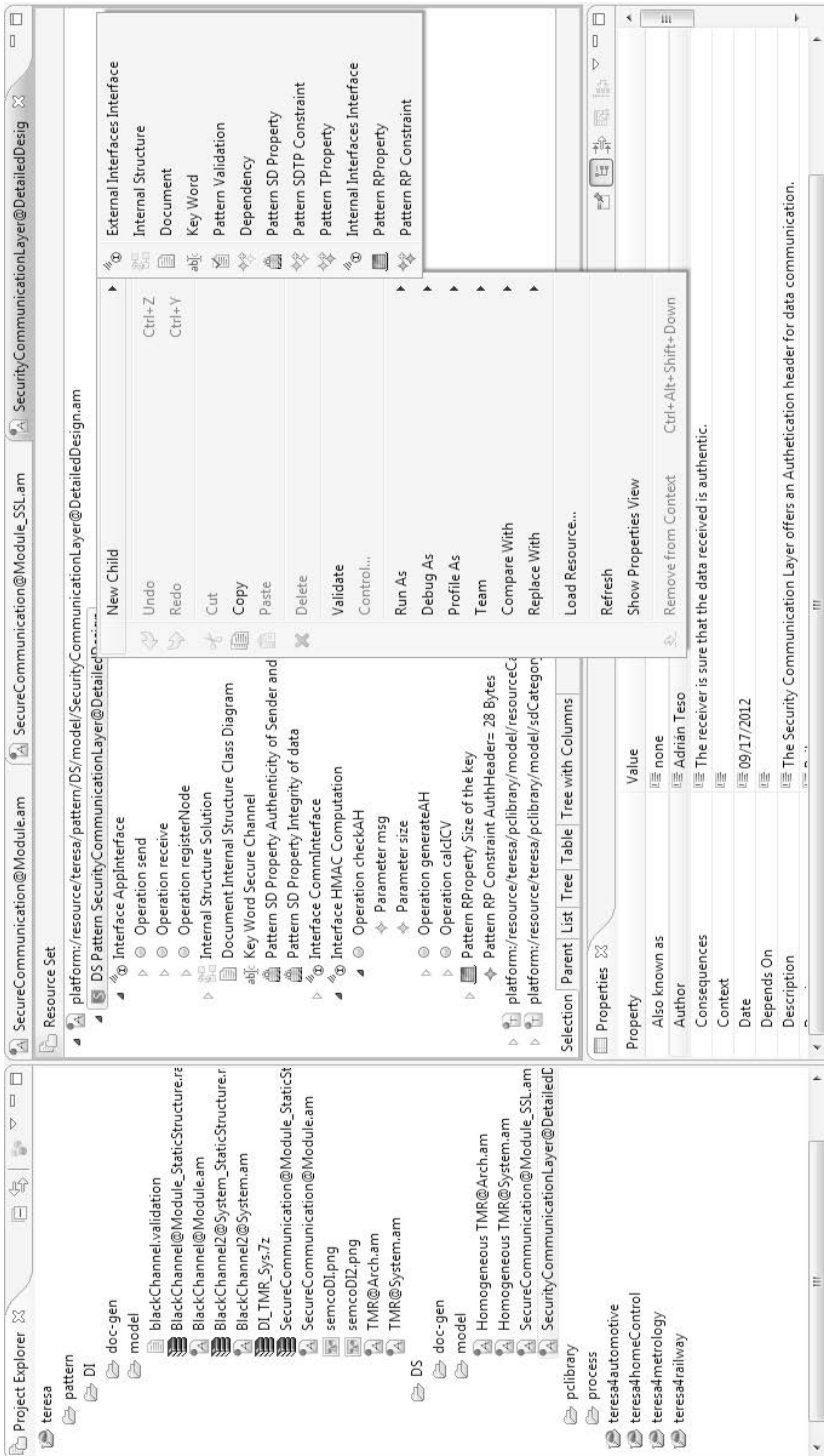 Project Explorer
teresa
pattern
DI
doc-gen
model
blackChannel.validation
BlackChannel@Module_StaticStructure.ra
BlackChannel@Module.am
BlackChannel2@System_StaticStructure.r
BlackChannel2@System.am
DI_TMR_Sys.7z
SecureCommunication@Module_StaticSt
SecureCommunication@Module.am
semcoDI.png
semcoDI2.png
TMR@Arch.am
TMR@System.am
DS
doc-gen
model
Homogeneous TMR@Arch.am
Homogeneous TMR@System.am
SecureCommunication@Module_SSL.am
SecurityCommunicationLayer@DetailedD
pclibrary
process
teresa4automotive
teresa4homeControl
teresa4metrology
teresa4railway
SecureCommunication@Module.am
SecureCommunication@Module_SSL.am
SecurityCommunicationLayer@DetailedDesig
Resource Set
platform:/resource/teresa/pattern/DS/model/SecurityCommunicationLayer@DetailedDesign.am
DS Pattern SecurityCommunicationLayer@DetailedDesign
Interface AppInterface
Operation send
Operation receive
Operation registerNode
Internal Structure Solution
Document Internal Structure Class Diagram
Key Word Secure Channel
Pattern SD Property Authenticity of Sender and
Pattern SD Property Integrity of data
Interface CommInterface
Interface HMAC Computation
Operation checkAH
Parameter msg
Parameter size
Operation generateAH
Operation calcICV
Pattern RProperty Size of the key
Pattern RP Constraint AuthHeader= 28 Bytes
platform:/resource/teresa/pclibrary/model/resourceCa
platform:/resource/teresa/pclibrary/model/sdCategory
Selection Parent List Tree Table Tree with Columns
New Child
Undo Ctrl+Z
Redo Ctrl+Y
Cut
Copy
Paste
Delete
Validate
Control...
Run As
Debug As
Profile As
Team
Compare With
Replace With
Load Resource...
Refresh
Show Properties View
Remove from Context Ctrl+Alt+Shift+Down
External Interfaces Interface
Internal Structure
Document
Key Word
Pattern Validation
Dependency
Pattern SD Property
Pattern SDTP Constraint
Pattern TProperty
Internal Interfaces Interface
Pattern RProperty
Pattern RP Constraint
Properties
Property Value
Also known as none
Author Adrián Teso
Consequences The receiver is sure that the data received is authentic.
Context
Date 09/17/2012
Depends On
Description The Security Communication Layer offers an Authetication header for data communication.